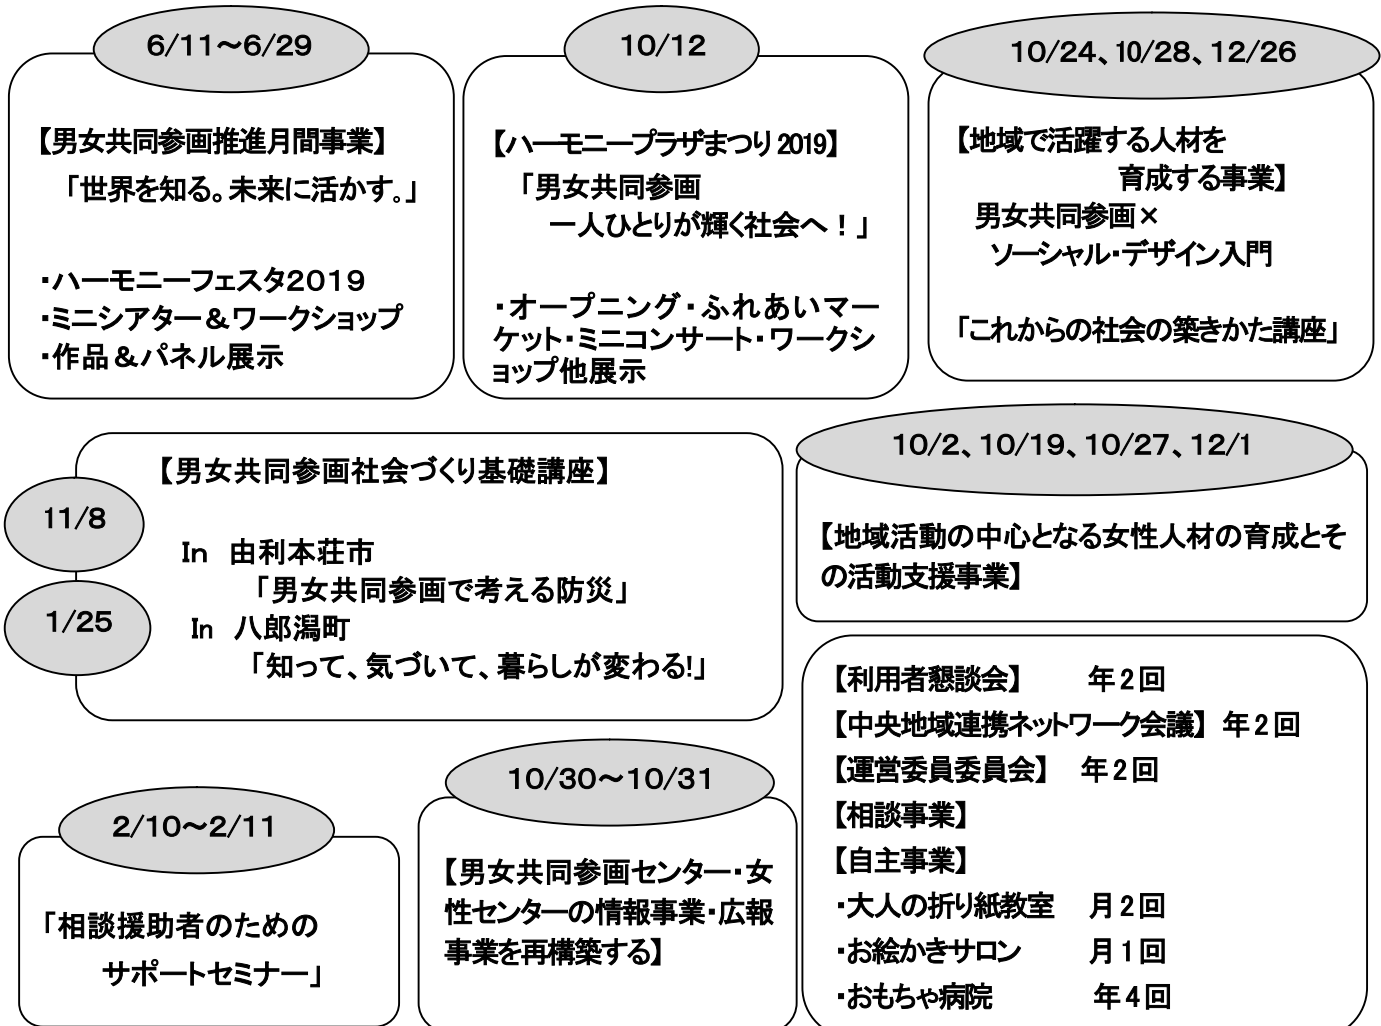 6/11～6/29
【男女共同参画推進月間事業】
「世界を知る。未来に活かす。」
・ハーモニーフェスタ2019
・ミニシアター＆ワークショップ
・作品＆パネル展示
10/12
【ハーモニープラザまつり2019】
「男女共同参画
一人ひとりが輝く社会へ！」
・オープニング・ふれあいマー
ケット・ミニコンサート・ワークシ
ョップ他展示
10/24、10/28、12/26
【地域で活躍する人材を
育成する事業】
男女共同参画×
ソーシャル・デザイン入門
「これからの社会の築きかた講座」
【男女共同参画社会づくり基礎講座】
11/8
In 由利本荘市
「男女共同参画で考える防災」
1/25
In 八郎潟町
「知って、気づいて、暮らしが変わる!」
10/2、10/19、10/27、12/1
【地域活動の中心となる女性人材の育成とそ
の活動支援事業】
2/10～2/11
「相談援助者のための
サポートセミナー」
10/30～10/31
【男女共同参画センター・女
性センターの情報事業・広報
事業を再構築する】
【利用者懇談会】 年2回
【中央地域連携ネットワーク会議】 年2回
【運営委員委員会】 年2回
【相談事業】
【自主事業】
・大人の折り紙教室 月2回
・お絵かきサロン 月1回
・おもちゃ病院 年4回